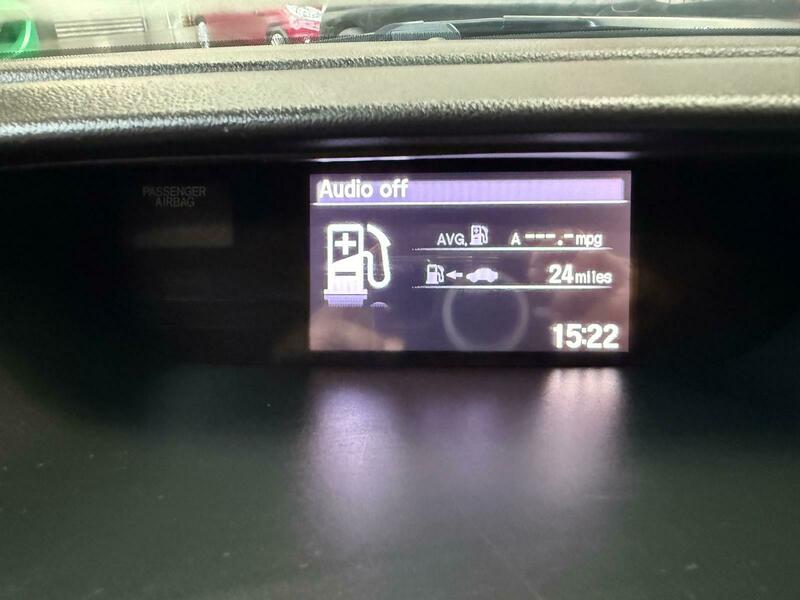 PASSENGER
AIRBAG
Audio off
AVG. A ---.- mpg
24 miles
15:22